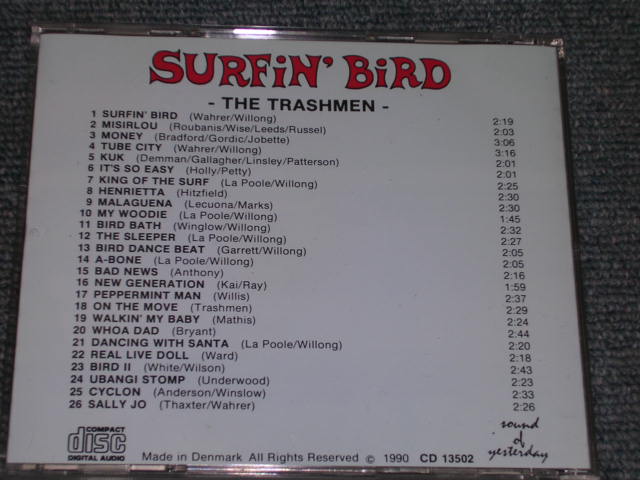 SURFiN' BiRD
- THE TRASHMEN -
1 SURFIN' BIRD (Wahrer/Willong) 2:19
2 MISIRLOU (Roubanis/Wise/Leeds/Russel) 2:03
3 MONEY (Bradford/Gordic/Jobette) 3:06
4 TUBE CITY (Wahrer/Willong) 3:16
5 KUK (Demman/Gallagher/Linsley/Patterson) 2:01
6 IT'S SO EASY (Holly/Petty) 2:01
7 KING OF THE SURF (La Poole/Willong) 2:25
8 HENRIETTA (Hitzfield) 2:30
9 MALAGUENA (Lecuona/Marks) 2:30
10 MY WOODIE (La Poole/Willong) 1:45
11 BIRD BATH (Winglow/Willong) 2:32
12 THE SLEEPER (La Poole/Willong) 2:27
13 BIRD DANCE BEAT (Garrett/Willong) 2:05
14 A-BONE (La Poole/Willong) 2:05
15 BAD NEWS (Anthony) 2:16
16 NEW GENERATION (Kai/Ray) 1:59
17 PEPPERMINT MAN (Willis) 2:37
18 ON THE MOVE (Trashmen) 2:29
19 WALKIN' MY BABY (Mathis) 2:24
20 WHOA DAD (Bryant) 2:44
21 DANCING WITH SANTA (La Poole/Willong) 2:20
22 REAL LIVE DOLL (Ward) 2:18
23 BIRD II (White/Wilson) 2:43
24 UBANGI STOMP (Underwood) 2:23
25 CYCLON (Anderson/Winslow) 2:33
26 SALLY JO (Thaxter/Wahrer) 2:26
COMPACT
disc
DIGITAL AUDIO
Made in Denmark All Rights Reserved © 1990 CD 13502
sound
of
yesterday